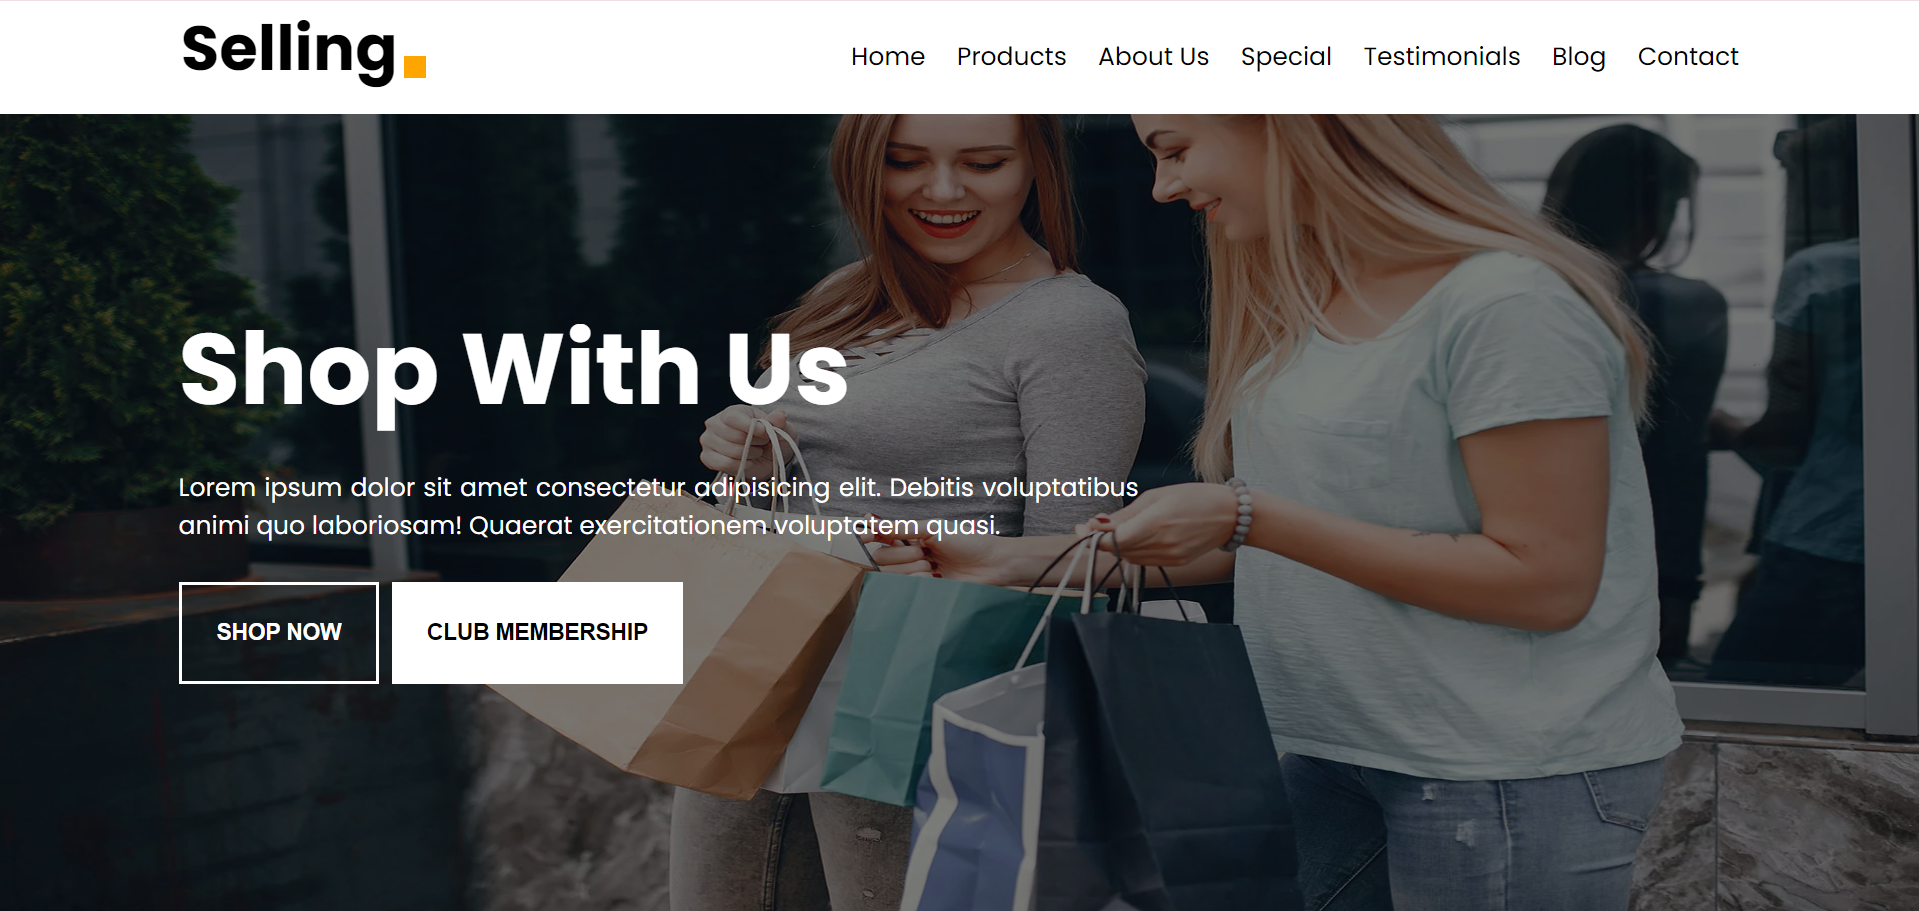 Selling.
Home Products About Us Special Testimonials Blog Contact
Shop With Us
Lorem ipsum dolor sit amet consectetur adipisicing elit. Debitis voluptatibus
animi quo laboriosam! Quaerat exercitationem voluptatem quasi.
SHOP NOW CLUB MEMBERSHIP